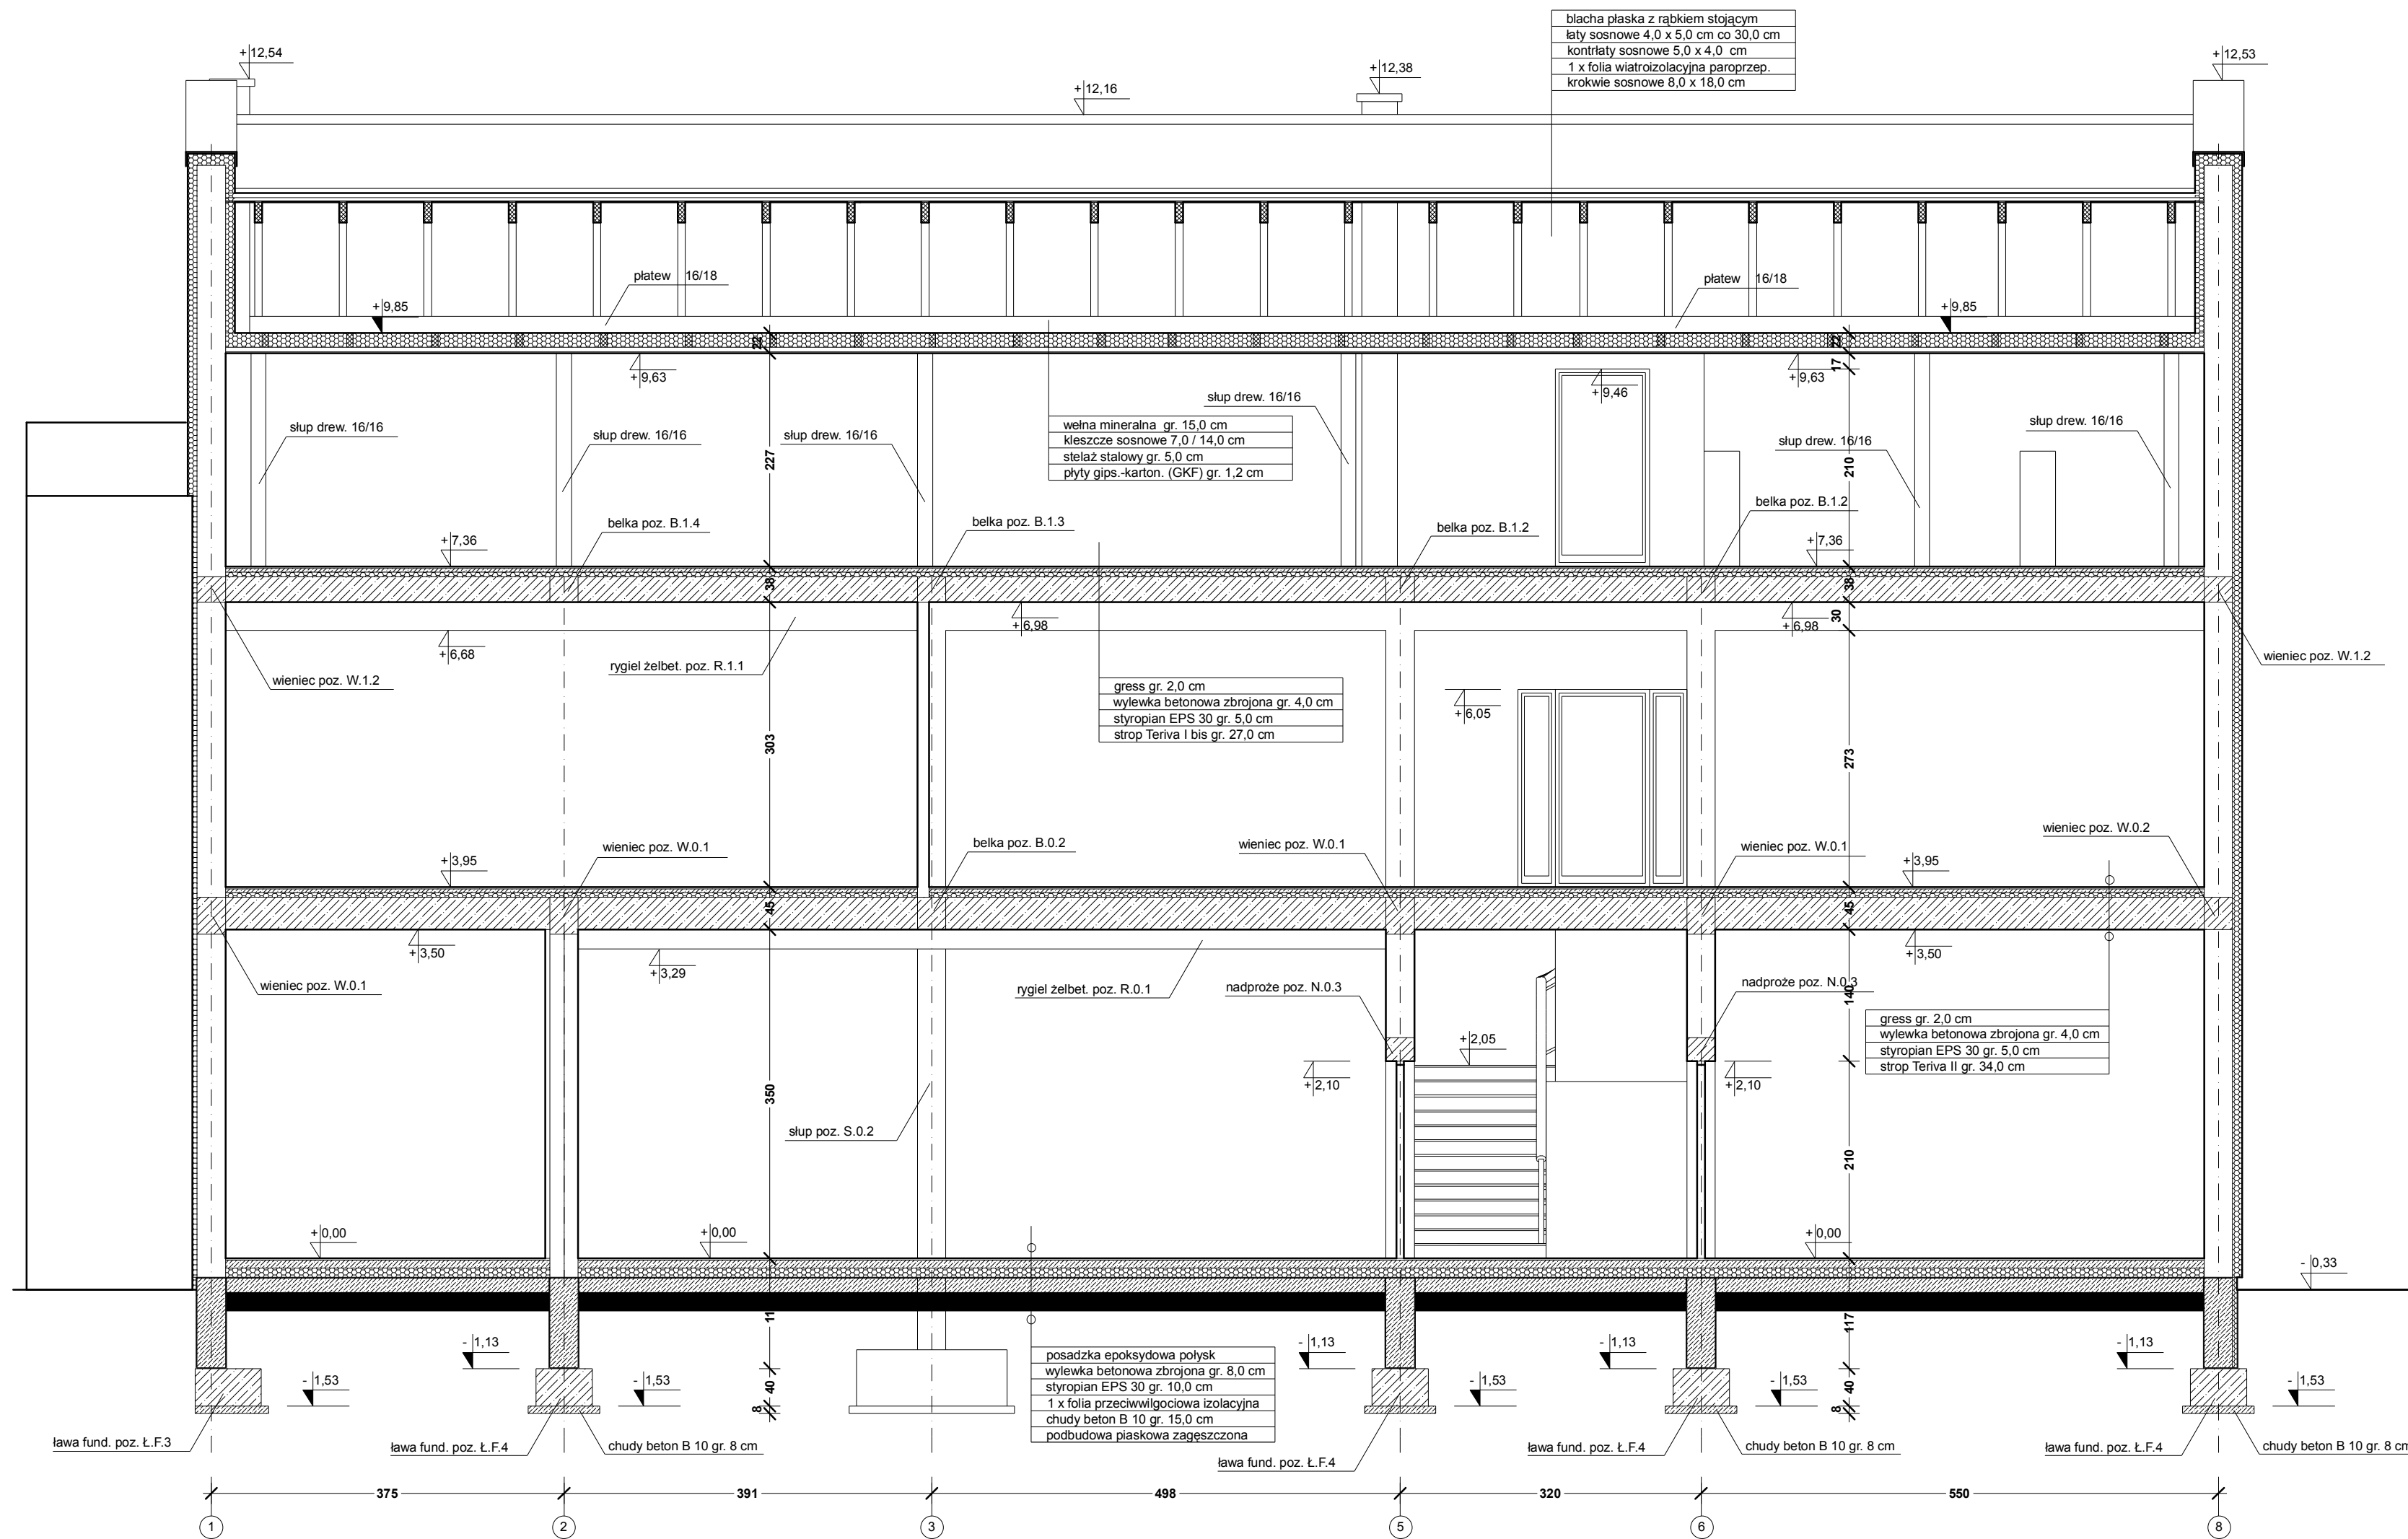 blacha płaska z rąbkiem stojącym
łaty sosnowe 4,0 x 5,0 cm co 30,0 cm
kontrłaty sosnowe 5,0 x 4,0 cm
1 x folia wiatroizolacyjna paroprzep.
krokwie sosnowe 8,0 x 18,0 cm
+12,54
+12,16
+12,38
+12,53
płatew 16/18
płatew 16/18
+9,85
+9,85
22
22
17
+9,63
+9,63
+9,46
słup drew. 16/16
słup drew. 16/16
słup drew. 16/16
słup drew. 16/16
słup drew. 16/16
słup drew. 16/16
wełna mineralna gr. 15,0 cm
kleszcze sosnowe 7,0 / 14,0 cm
stelaż stalowy gr. 5,0 cm
płyty gips.-karton. (GKF) gr. 1,2 cm
227
210
belka poz. B.1.4
belka poz. B.1.3
belka poz. B.1.2
belka poz. B.1.2
+7,36
+7,36
38
38
30
+6,98
+6,98
+6,68
rygiel żelbet. poz. R.1.1
wieniec poz. W.1.2
wieniec poz. W.1.2
gress gr. 2,0 cm
wylewka betonowa zbrojona gr. 4,0 cm
styropian EPS 30 gr. 5,0 cm
strop Teriva I bis gr. 27,0 cm
+6,05
303
273
wieniec poz. W.0.1
belka poz. B.0.2
wieniec poz. W.0.1
wieniec poz. W.0.1
wieniec poz. W.0.2
+3,95
+3,95
45
45
+3,50
+3,50
+3,29
wieniec poz. W.0.1
rygiel żelbet. poz. R.0.1
nadproże poz. N.0.3
nadproże poz. N.0.3
140
gress gr. 2,0 cm
wylewka betonowa zbrojona gr. 4,0 cm
styropian EPS 30 gr. 5,0 cm
strop Teriva II gr. 34,0 cm
+2,05
+2,10
+2,10
350
210
słup poz. S.0.2
+0,00
+0,00
+0,00
- 0,33
11
117
- 1,13
- 1,13
- 1,13
- 1,13
posadzka epoksydowa połysk
wylewka betonowa zbrojona gr. 8,0 cm
styropian EPS 30 gr. 10,0 cm
1 x folia przeciwwilgociowa izolacyjna
chudy beton B 10 gr. 15,0 cm
podbudowa piaskowa zagęszczona
- 1,53
- 1,53
- 1,53
- 1,53
- 1,53
40
40
8
8
ława fund. poz. Ł.F.3
ława fund. poz. Ł.F.4
chudy beton B 10 gr. 8 cm
ława fund. poz. Ł.F.4
ława fund. poz. Ł.F.4
chudy beton B 10 gr. 8 cm
ława fund. poz. Ł.F.4
chudy beton B 10 gr. 8 cm
375
391
498
320
550
1
2
3
5
6
8